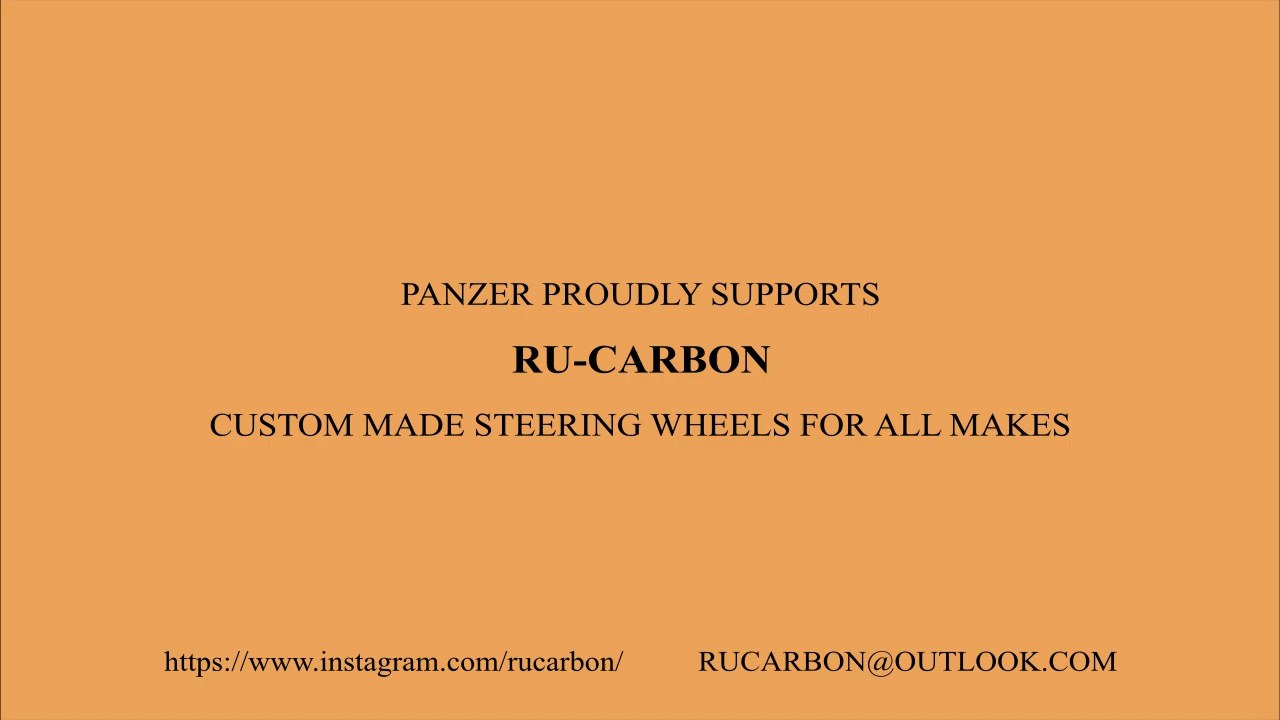 PANZER PROUDLY SUPPORTS
RU-CARBON
CUSTOM MADE STEERING WHEELS FOR ALL MAKES
https://www.instagram.com/rucarbon/ RUCARBON@OUTLOOK.COM